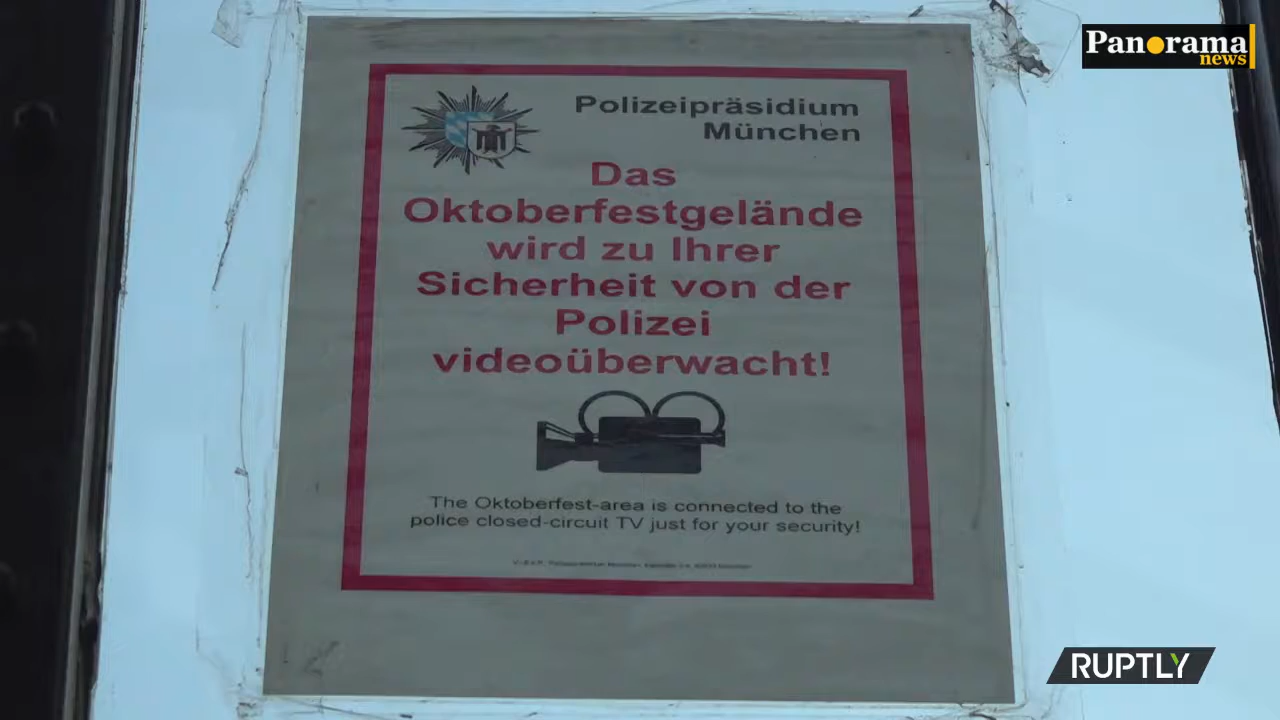 Panorama
news
Polizeipräsidium
München
Das
Oktoberfestgelände
wird zu Ihrer
Sicherheit von der
Polizei
videoüberwacht!
The Oktoberfest-area is connected to the
police closed-circuit TV just for your security!
RUPTLY